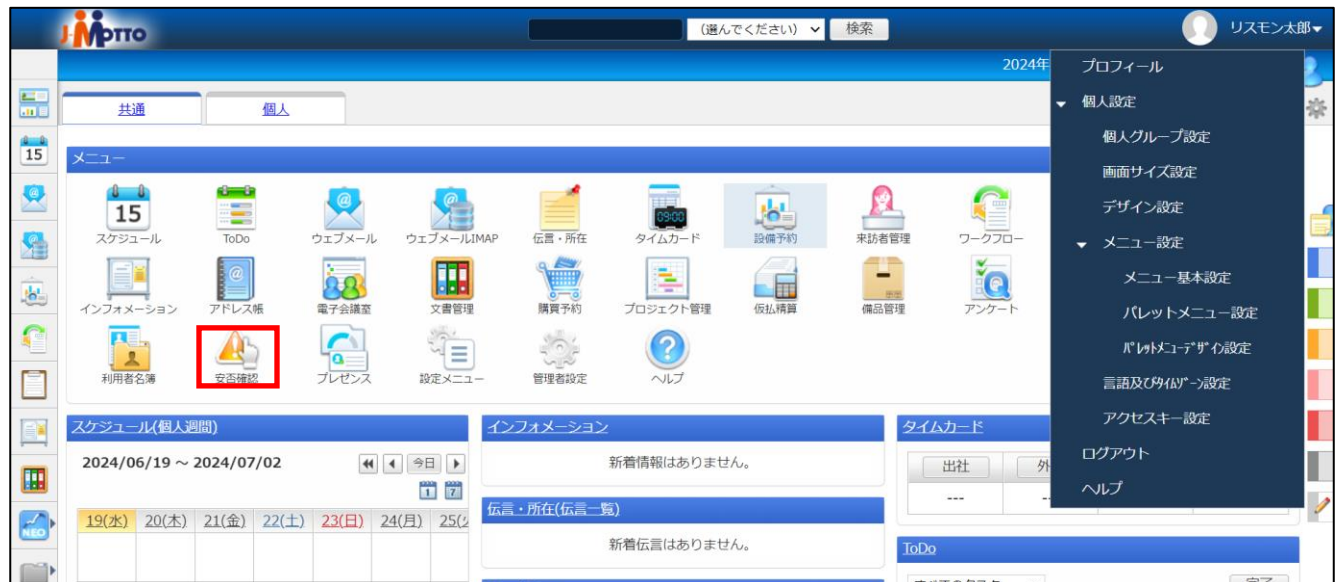 J-MOTTO
(選んでください)
検索
リスモン太郎▾
2024年
共通
個人
メニュー
15
スケジュール
ToDo
ウェブメール
ウェブメールIMAP
伝言・所在
09:00
タイムカード
設備予約
来訪者管理
ワークフロー
インフォメーション
アドレス帳
電子会議室
文書管理
購買予約
プロジェクト管理
仮払精算
備品管理
アンケート
利用者名簿
安否確認
プレゼンス
設定メニュー
管理者設定
ヘルプ
15
NEO
プロフィール
個人設定
個人グループ設定
画面サイズ設定
デザイン設定
メニュー設定
メニュー基本設定
パレットメニュー設定
ﾊﾟﾚｯﾄﾒﾆｭｰﾃﾞｻﾞｲﾝ設定
言語及びﾀｲﾑｿﾞｰﾝ設定
アクセスキー設定
ログアウト
ヘルプ
スケジュール(個人週間)
2024/06/19 ~ 2024/07/02
今日
1 7
19(水) 20(木) 21(金) 22(土) 23(日) 24(月) 25(
インフォメーション
新着情報はありません。
伝言・所在(伝言一覧)
新着伝言はありません。
タイムカード
出社
外
---
--
ToDo